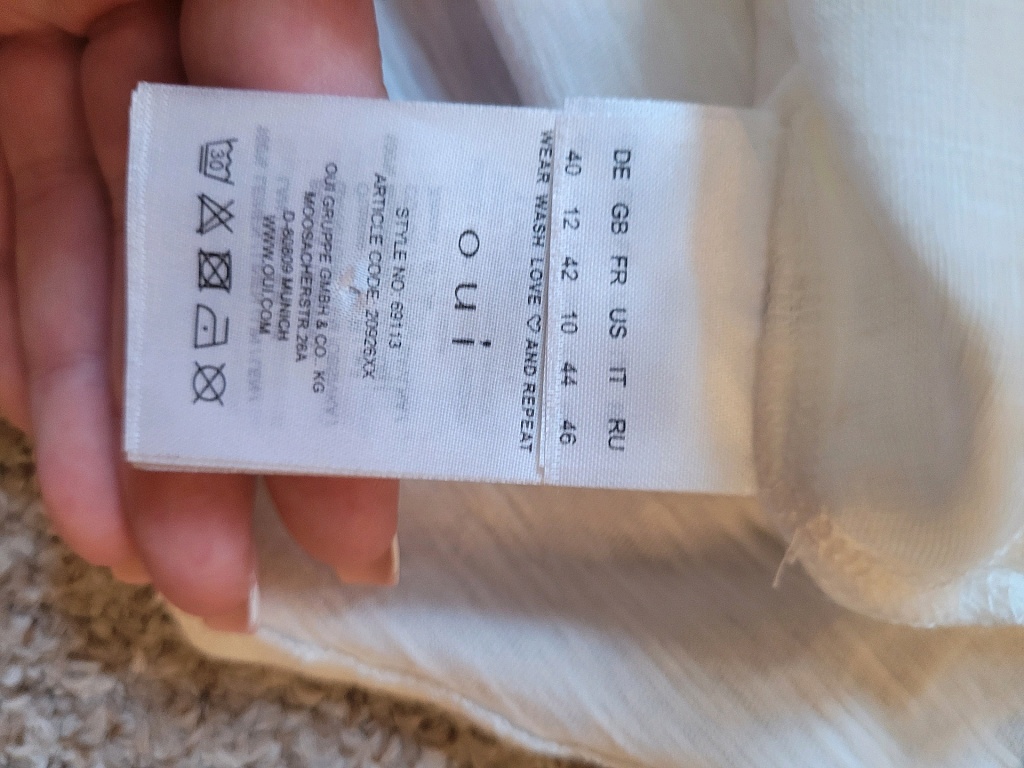 DE GB FR US IT RU
40 12 42 10 44 46
WEAR WASH LOVE ♡ AND REPEAT
oui
STYLE NO. 69113
ARTICLE CODE. 20926XX
OUI GRUPPE GMBH & CO. KG
MOOSACHERSTR. 26A
D-80809 MUNICH
WWW.OUI.COM
30